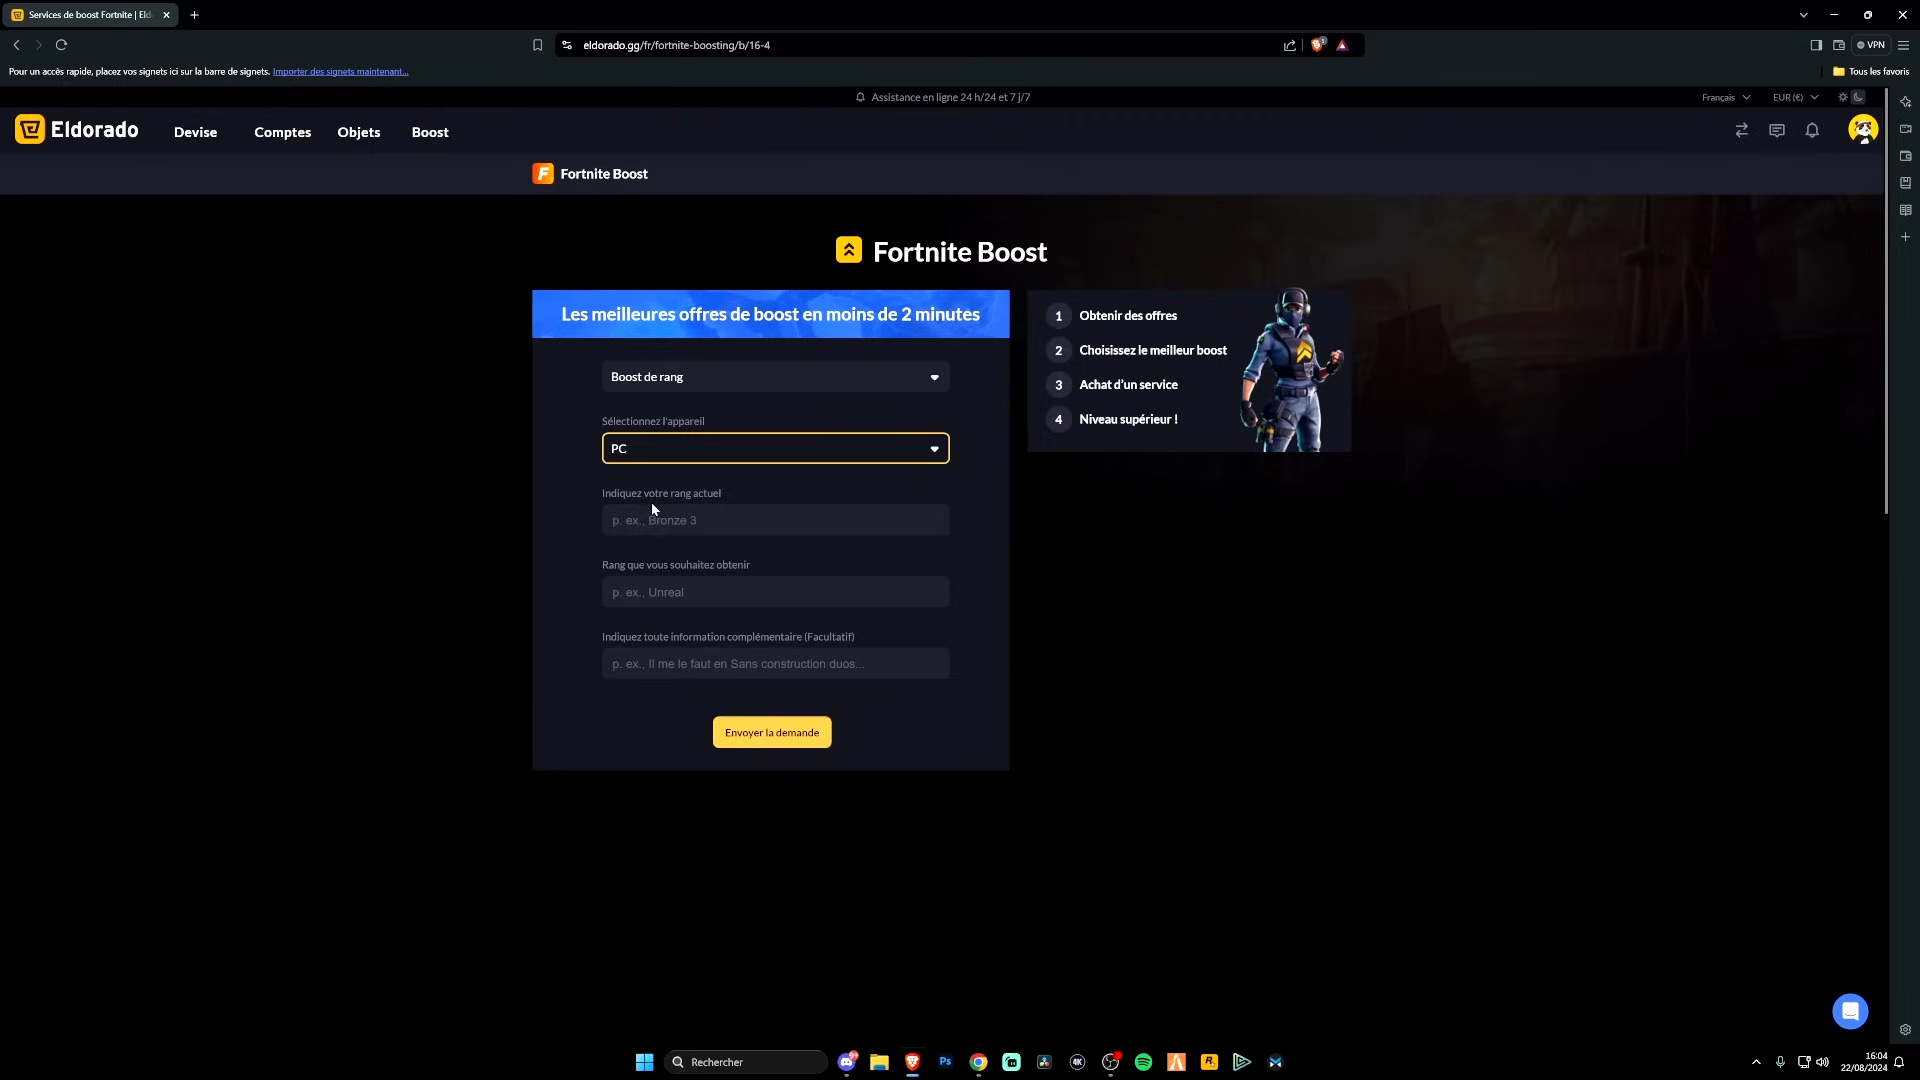 Services de boost Fortnite | Eld
eldorado.gg/fr/fortnite-boosting/b/16-4
VPN
Pour un accès rapide, placez vos signets ici sur la barre de signets. Importer des signets maintenant...
Tous les favoris
Assistance en ligne 24 h/24 et 7 j/7
Français
EUR (€)
Eldorado
Devise
Comptes
Objets
Boost
Fortnite Boost
Fortnite Boost
Les meilleures offres de boost en moins de 2 minutes
Boost de rang
Sélectionnez l'appareil
PC
Indiquez votre rang actuel
p. ex., Bronze 3
Rang que vous souhaitez obtenir
p. ex., Unreal
Indiquez toute information complémentaire (Facultatif)
p. ex., Il me le faut en Sans construction duos...
Envoyer la demande
1 Obtenir des offres
2 Choisissez le meilleur boost
3 Achat d'un service
4 Niveau supérieur !
Rechercher
Ps
4K
16:04
22/08/2024